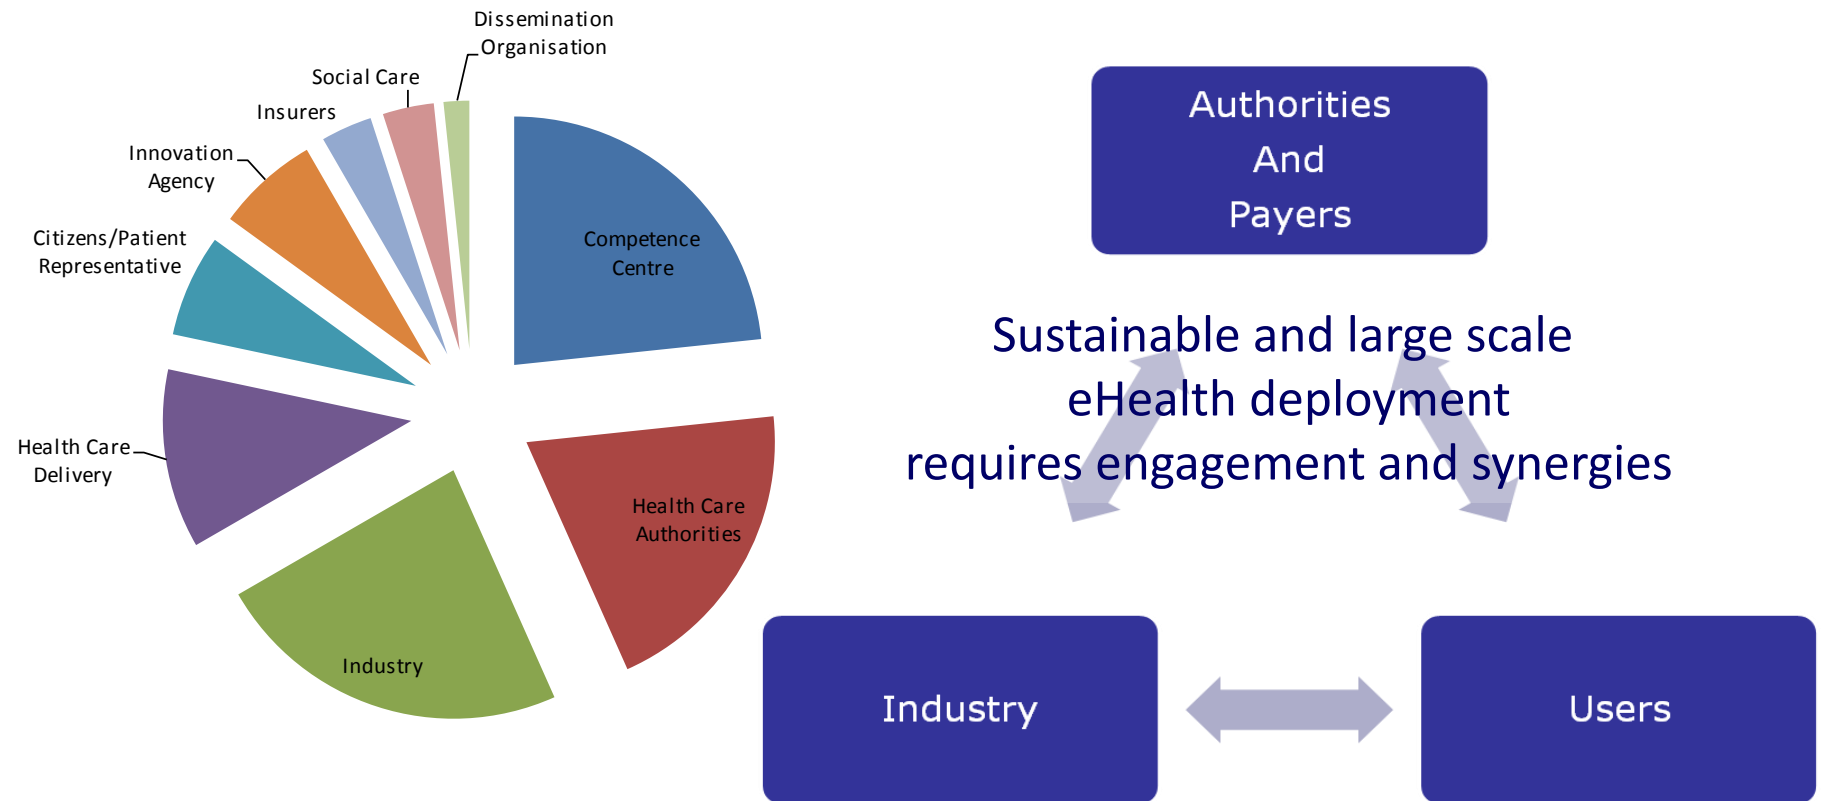 Dissemination
Organisation
Social Care
Insurers
Innovation
Agency
Citizens/Patient
Representative
Health Care
Delivery
Competence
Centre
Health Care
Authorities
Industry
Authorities
And
Payers
Sustainable and large scale
eHealth deployment
requires engagement and synergies
Industry
Users